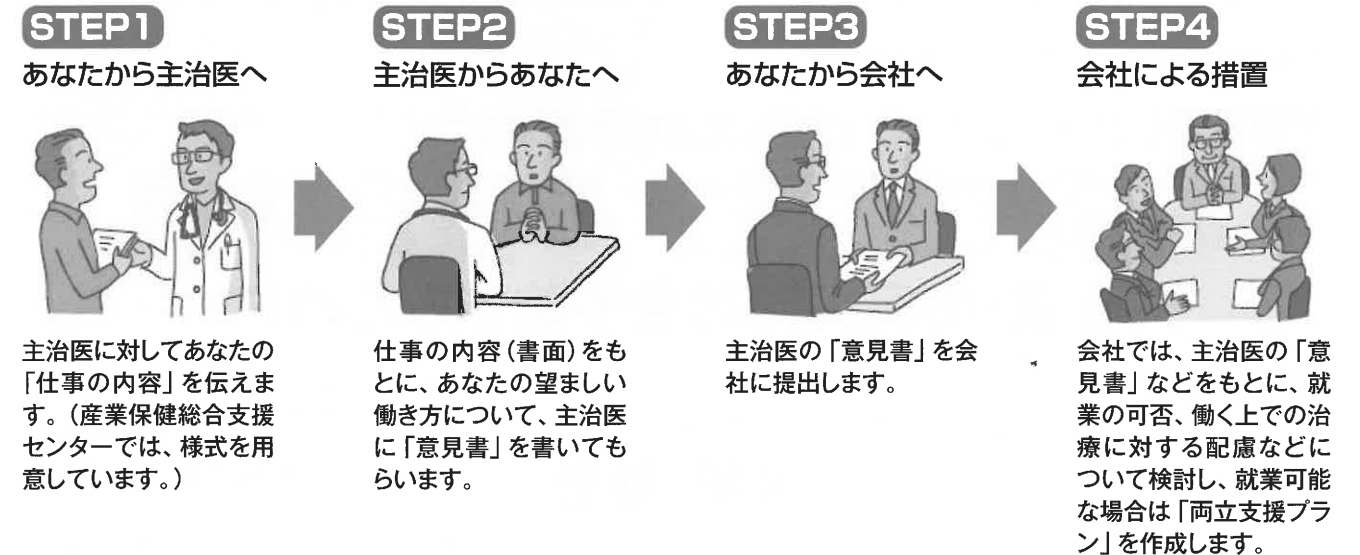 STEP1
あなたから主治医へ
主治医に対してあなたの
「仕事の内容」を伝えま
す。（産業保健総合支援
センターでは、様式を用
意しています。）
STEP2
主治医からあなたへ
仕事の内容（書面）をも
とに、あなたの望ましい
働き方について、主治医
に「意見書」を書いても
らいます。
STEP3
あなたから会社へ
主治医の「意見書」を会
社に提出します。
STEP4
会社による措置
会社では、主治医の「意
見書」などをもとに、就
業の可否、働く上での治
療に対する配慮などに
ついて検討し、就業可能
な場合は「両立支援プラ
ン」を作成します。